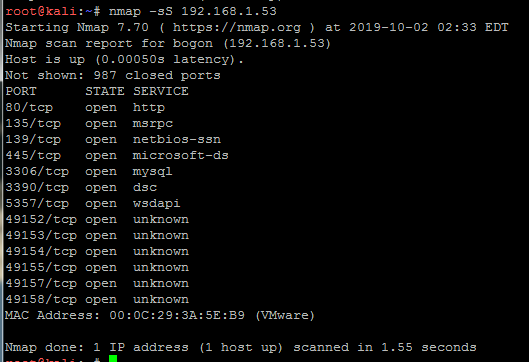 root@kali:~# nmap -sS 192.168.1.53
Starting Nmap 7.70 ( https://nmap.org ) at 2019-10-02 02:33 EDT
Nmap scan report for bogon (192.168.1.53)
Host is up (0.00050s latency).
Not shown: 987 closed ports
PORT      STATE SERVICE
80/tcp    open  http
135/tcp   open  msrpc
139/tcp   open  netbios-ssn
445/tcp   open  microsoft-ds
3306/tcp  open  mysql
3390/tcp  open  dsc
5357/tcp  open  wsdapi
49152/tcp open  unknown
49153/tcp open  unknown
49154/tcp open  unknown
49155/tcp open  unknown
49157/tcp open  unknown
49158/tcp open  unknown
MAC Address: 00:0C:29:3A:5E:B9 (VMware)
Nmap done: 1 IP address (1 host up) scanned in 1.55 seconds
root@kali:~#